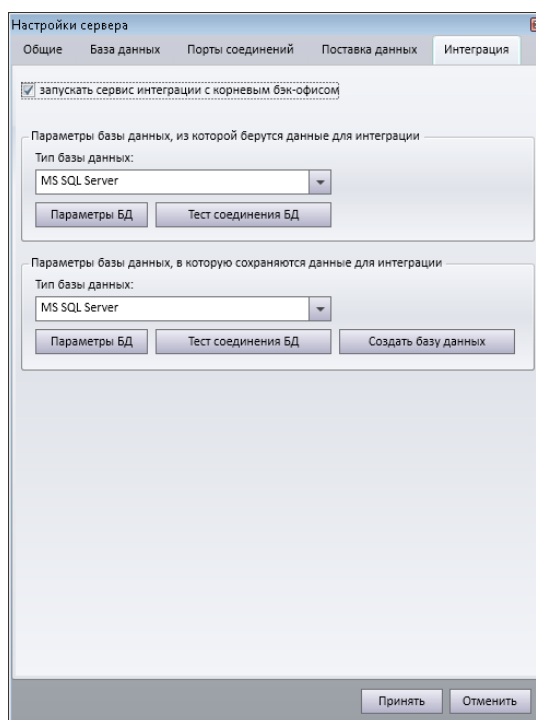 Настройки сервера
Общие База данных Порты соединений Поставка данных Интеграция
запускать сервис интеграции с корневым бэк-офисом
Параметры базы данных, из которой берутся данные для интеграции
Тип базы данных:
MS SQL Server
Параметры БД Тест соединения БД
Параметры базы данных, в которую сохраняются данные для интеграции
Тип базы данных:
MS SQL Server
Параметры БД Тест соединения БД Создать базу данных
Принять Отменить